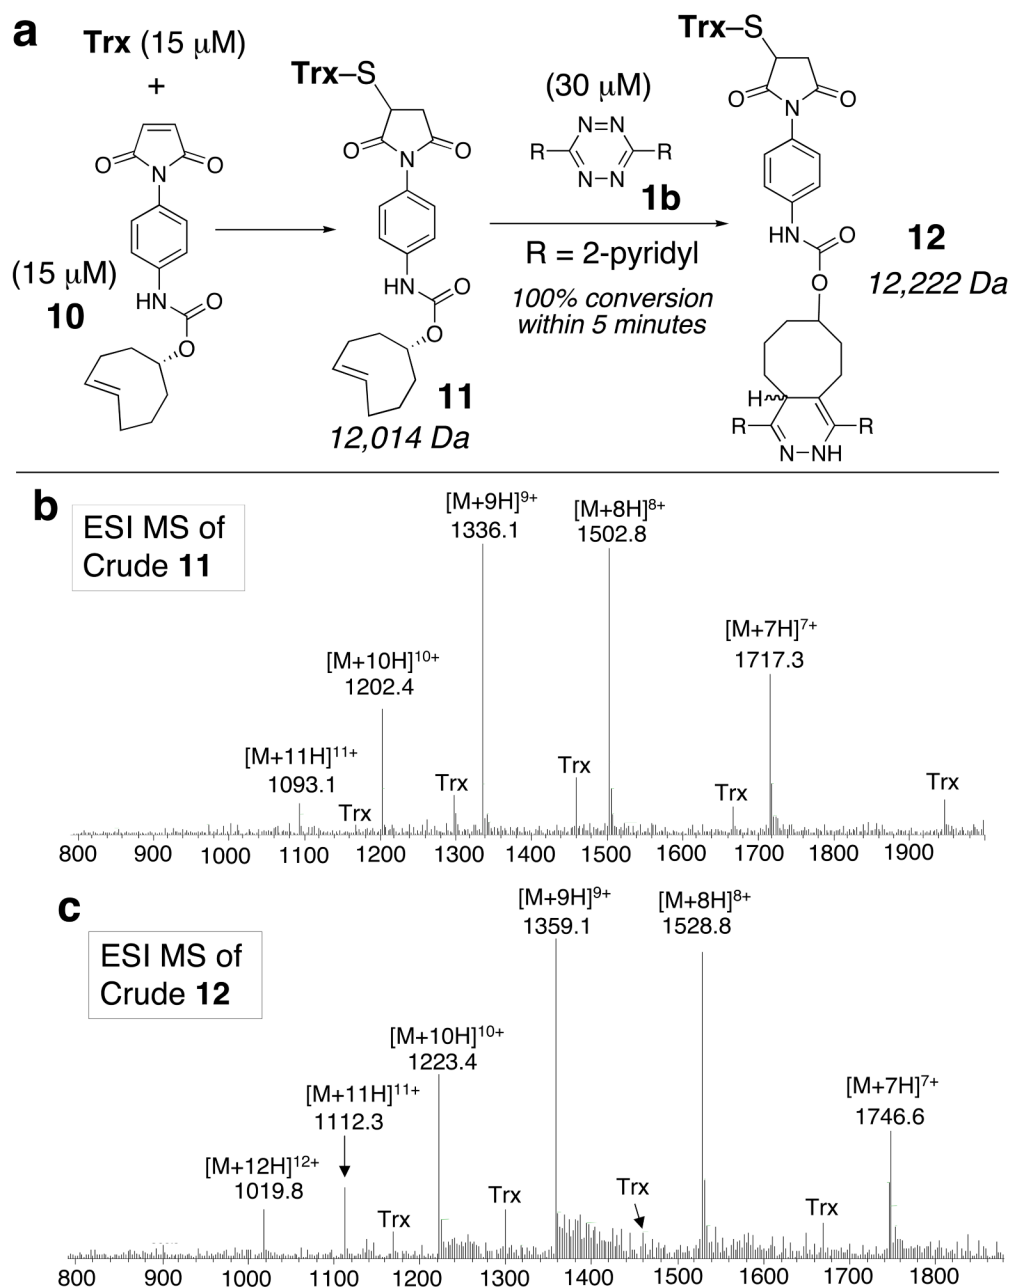 a
Trx (15 µM)
+
O
O
N
(15 µM)
10
HN
O
O
Trx–S
O
O
N
HN
O
O
11
12,014 Da
(30 µM)
N=N
R
R
N–N
1b
R = 2-pyridyl
100% conversion
within 5 minutes
Trx–S
O
O
N
HN
O
O
12
12,222 Da
H
R
R
N–NH
b
ESI MS of
Crude 11
[M+11H]11+
1093.1
Trx
[M+10H]10+
1202.4
Trx
[M+9H]9+
1336.1
Trx
[M+8H]8+
1502.8
Trx
[M+7H]7+
1717.3
Trx
800 900 1000 1100 1200 1300 1400 1500 1600 1700 1800 1900
c
ESI MS of
Crude 12
[M+12H]12+
1019.8
[M+11H]11+
1112.3
Trx
[M+10H]10+
1223.4
Trx
[M+9H]9+
1359.1
Trx
[M+8H]8+
1528.8
Trx
[M+7H]7+
1746.6
800 900 1000 1100 1200 1300 1400 1500 1600 1700 1800